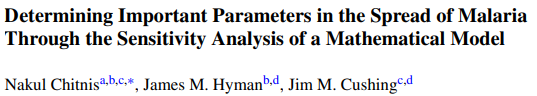 Determining Important Parameters in the Spread of Malaria
Through the Sensitivity Analysis of a Mathematical Model
Nakul Chitnisa,b,c,*, James M. Hymanb,d, Jim M. Cushingc,d